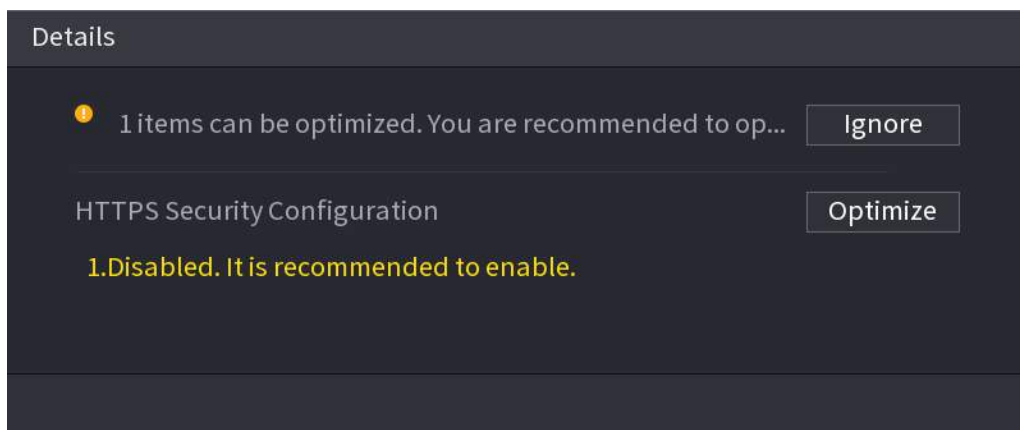 Details
1 items can be optimized. You are recommended to op...
Ignore
HTTPS Security Configuration
Optimize
1.Disabled. It is recommended to enable.